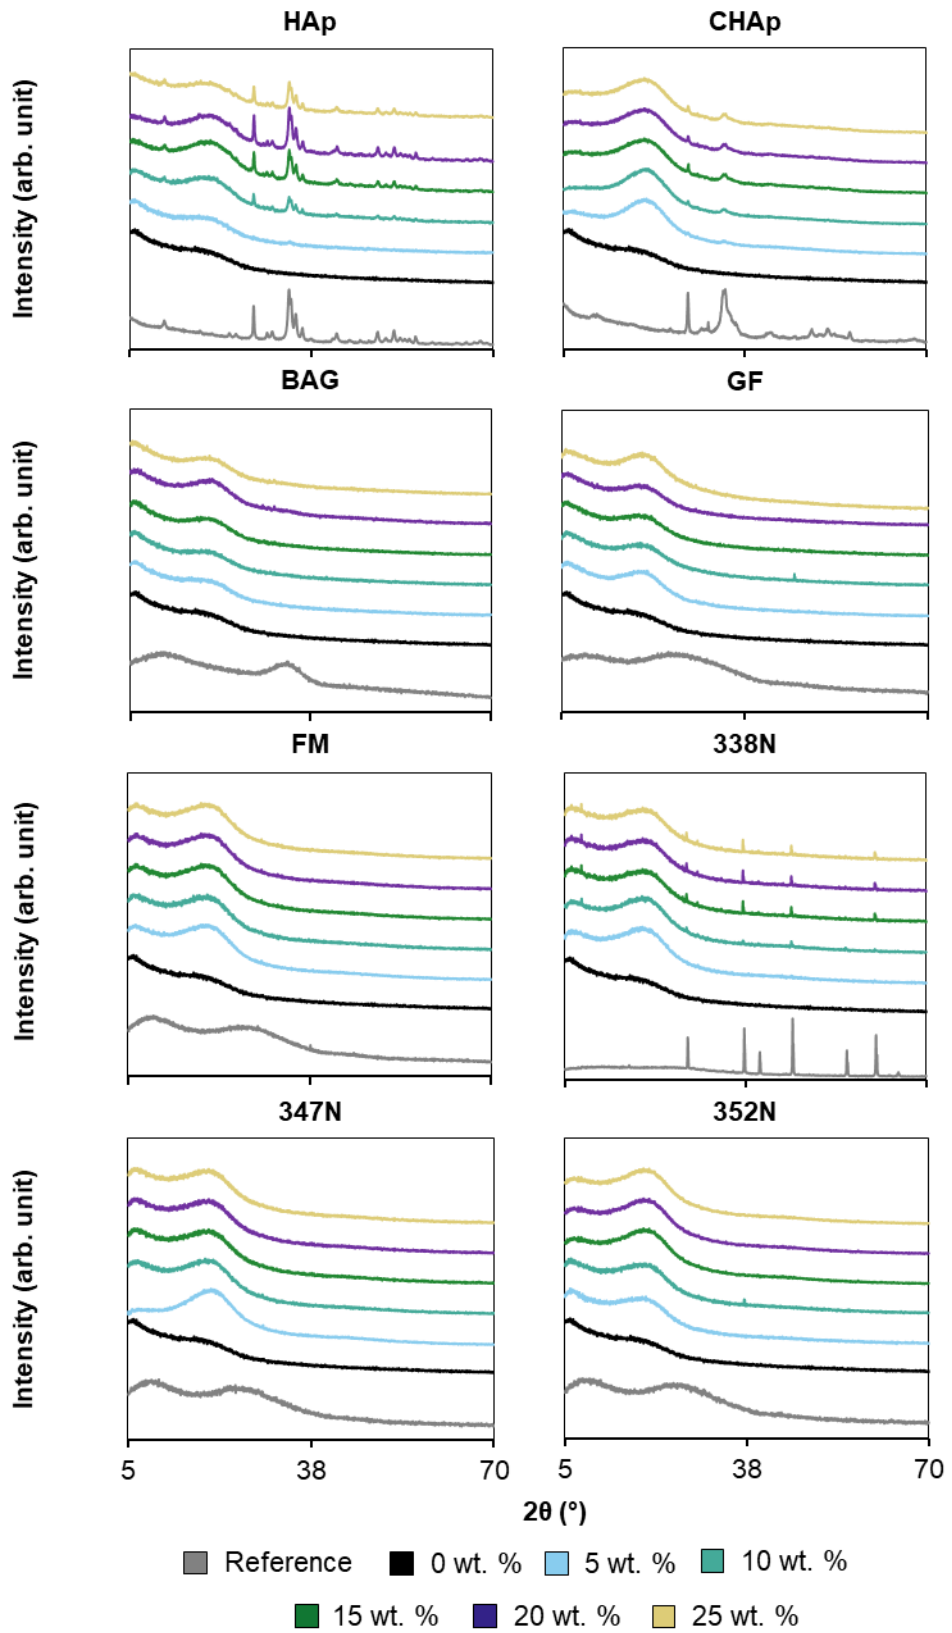 HAp CHAp
Intensity (arb. unit)
BAG GF
Intensity (arb. unit)
FM 338N
Intensity (arb. unit)
347N 352N
Intensity (arb. unit)
5 38 70 5 38 70
2θ (°)
Reference 0 wt. % 5 wt. % 10 wt. %
15 wt. % 20 wt. % 25 wt. %